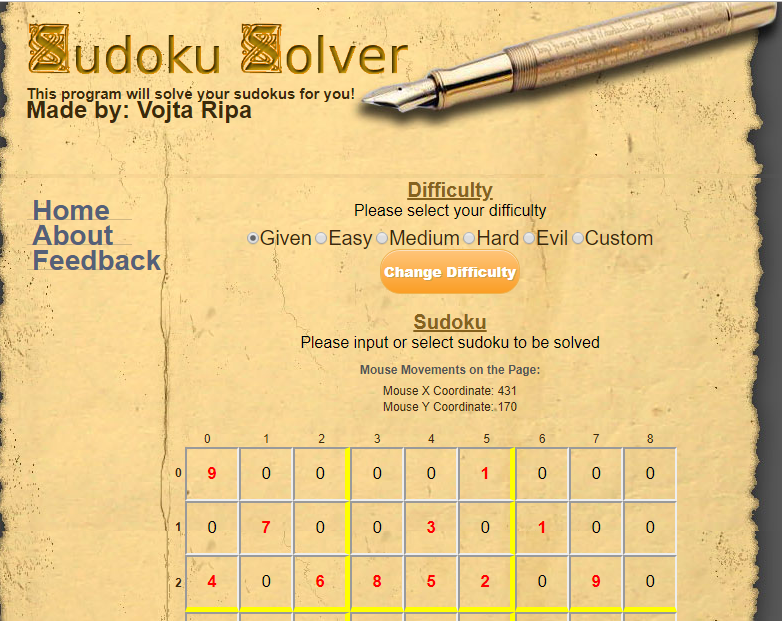 Sudoku Solver
This program will solve your sudokus for you!
Made by: Vojta Ripa
Home
About
Feedback
Difficulty
Please select your difficulty
Given Easy Medium Hard Evil Custom
Change Difficulty
Sudoku
Please input or select sudoku to be solved
Mouse Movements on the Page:
Mouse X Coordinate: 431
Mouse Y Coordinate: 170
0 1 2 3 4 5 6 7 8
0 9 0 0 0 0 1 0 0 0
1 0 7 0 0 3 0 1 0 0
2 4 0 6 8 5 2 0 9 0